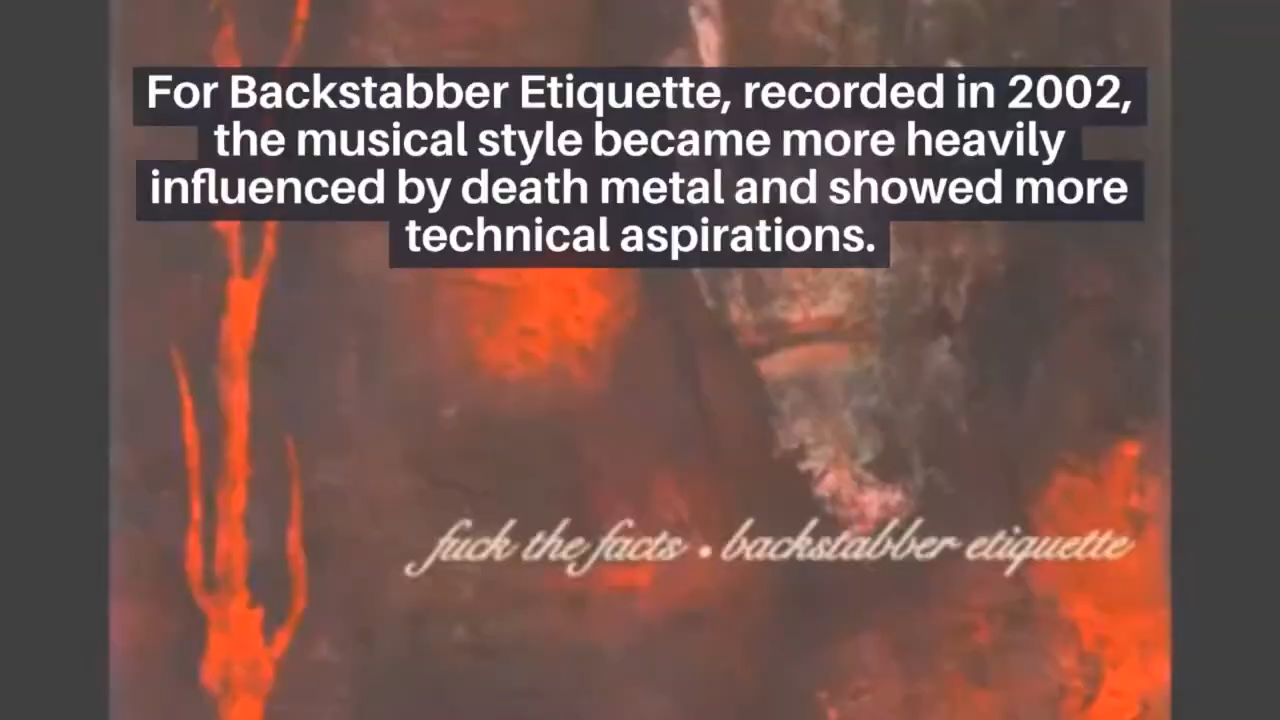 For Backstabber Etiquette, recorded in 2002,
the musical style became more heavily
influenced by death metal and showed more
technical aspirations.
fuck the facts • backstabber etiquette